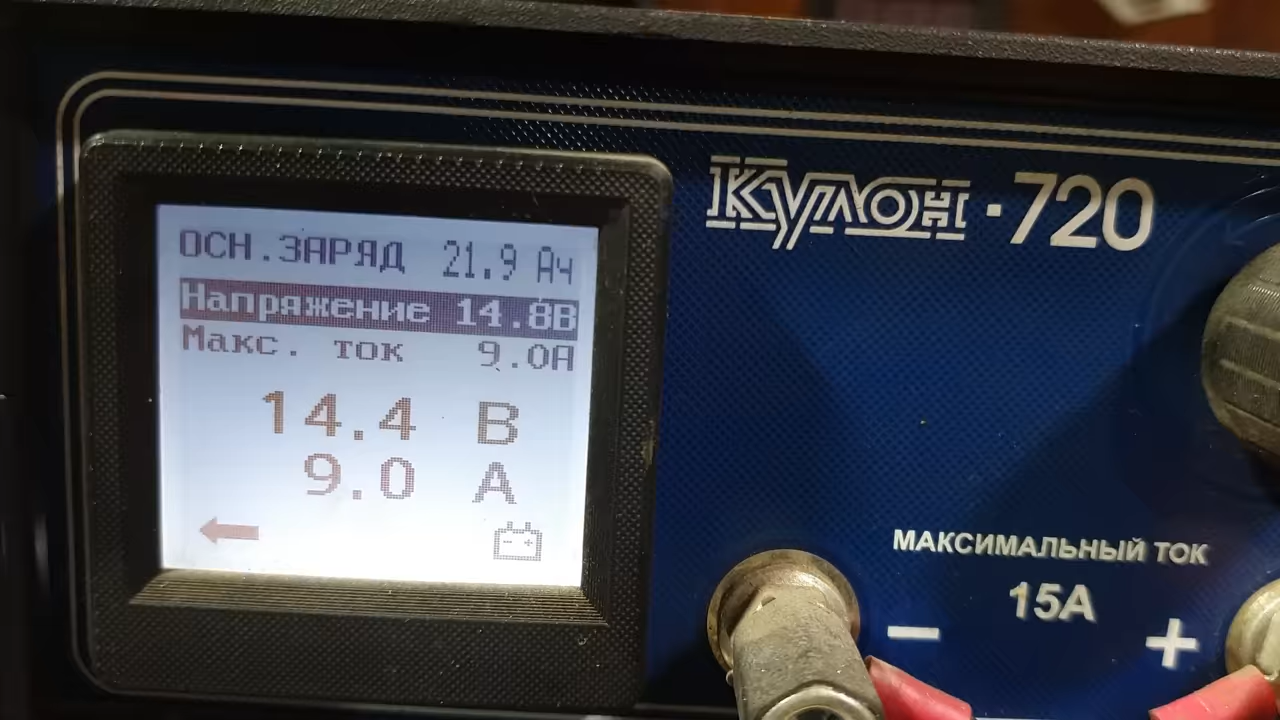 ОСН.ЗАРЯД 21.9 Ач
Напряжение 14.8В
Макс. ток 9.0А
14.4 В
9.0 А
КУЛОН-720
МАКСИМАЛЬНЫЙ ТОК
15А
− +